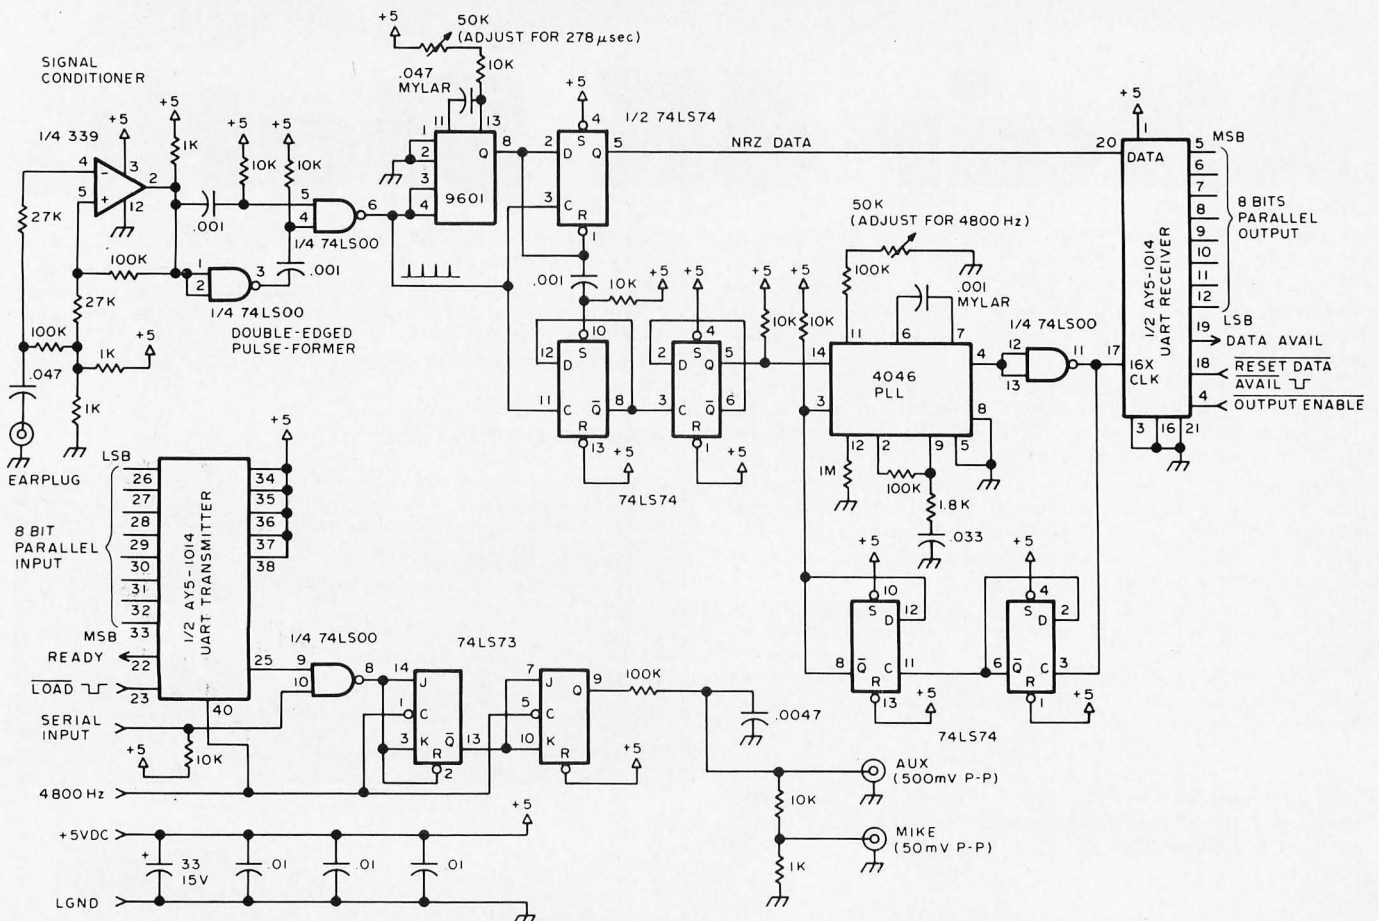 SIGNAL
CONDITIONER
1/4 339
+5
4
3
2
5
12
27K
+5
1K
+5
10K
+5
10K
.001
5
4
6
1/4 74LS00
100K
1
2
3
.001
1/4 74LS00
DOUBLE-EDGED
PULSE-FORMER
27K
100K
1K
+5
.047
1K
EARPLUG
+5
50K
(ADJUST FOR 278μsec)
10K
.047
MYLAR
11
13
1
2
3
4
Q
8
9601
+5
4
1/2 74LS74
2
D
S
Q
5
3
C
R
1
NRZ DATA
.001
10K
+5
+5
10
S
12
D
11
C
Q̅
8
R
13
+5
4
S
2
D
Q
5
3
C
Q̅
6
R
1
+5
74LS74
+5
10K
+5
10K
50K
(ADJUST FOR 4800 Hz)
100K
.001
MYLAR
11
6
7
14
3
4046
PLL
4
8
12
2
9
5
1M
100K
1.8K
.033
1/4 74LS00
12
13
11
17
+5
1
20
DATA
1/2 AY5-1014
UART RECEIVER
16X
CLK
5
MSB
6
7
8
9
10
11
12
LSB
8 BITS
PARALLEL
OUTPUT
19
DATA AVAIL
18
RESET DATA
AVAIL
4
OUTPUT ENABLE
3
16
21
+5
10
S
12
D
8
Q̅
C
11
R
13
+5
+5
4
S
2
D
6
Q̅
C
3
R
1
+5
74LS74
LSB
26
27
28
29
30
31
32
33
MSB
8 BIT
PARALLEL
INPUT
1/2 AY5-1014
UART TRANSMITTER
+5
34
35
36
37
38
READY
22
LOAD
23
25
40
SERIAL
INPUT
+5
10K
4800 Hz
1/4 74LS00
9
10
8
74LS73
14
J
1
C
3
K
Q̅
13
R
2
7
J
Q
9
5
C
10
K
R
+5
100K
.0047
AUX
(500mV P-P)
10K
MIKE
(50mV P-P)
1K
+5VDC
+5
+
33
15V
.01
.01
.01
LGND